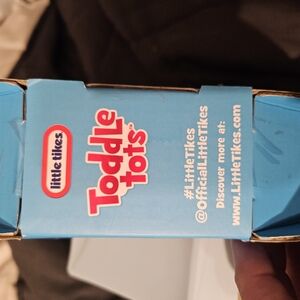 little tikes
Toddle
tots
#LittleTikes
@OfficialLittleTikes
Discover more at:
www.LittleTikes.com